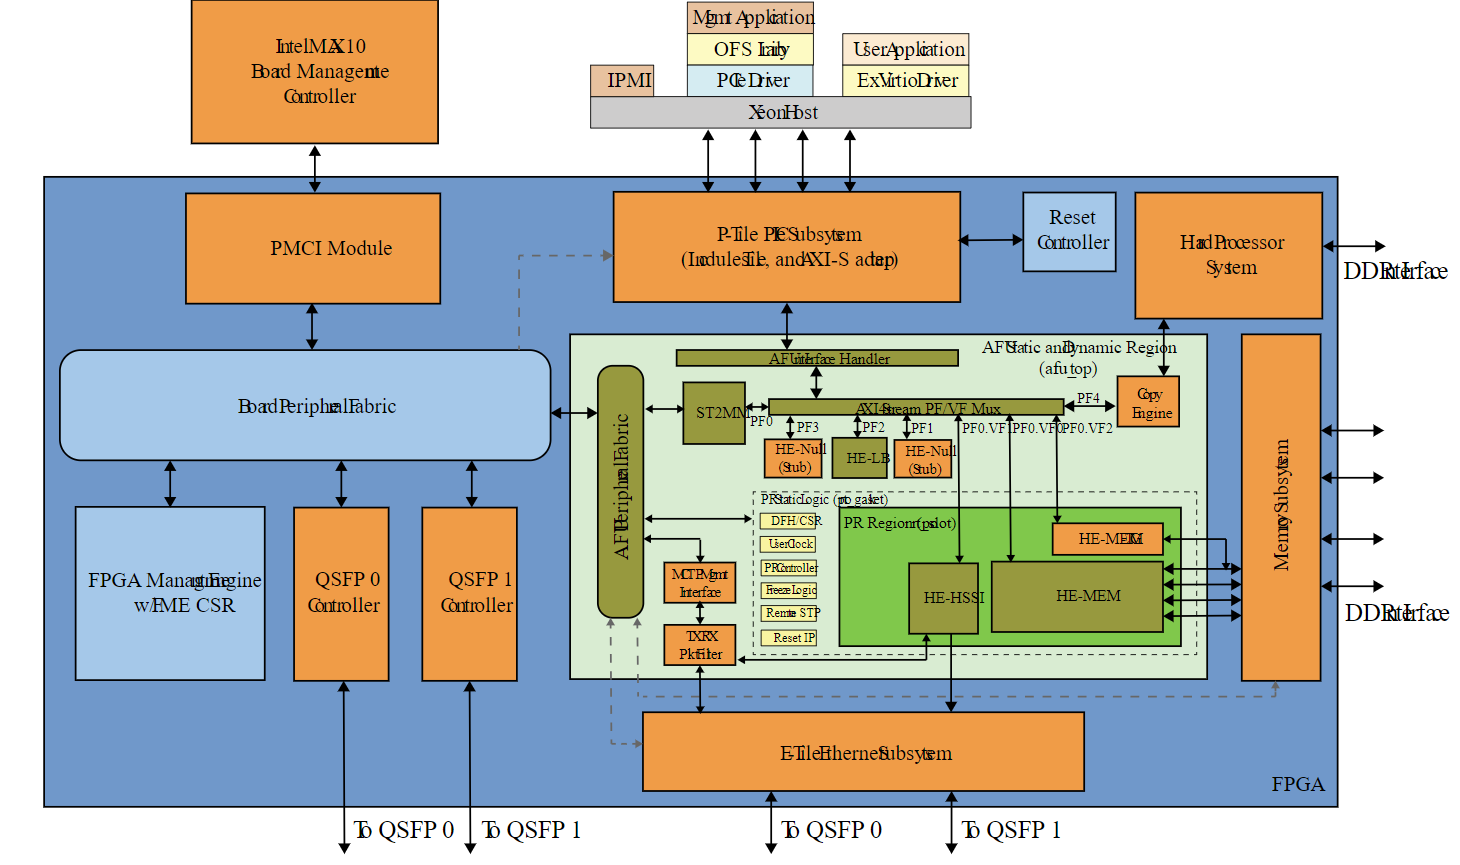 Intel MAX10
Board Management
Controller
Mgmt Application
OFS Library
PCIe Driver
IPMI
User Application
Ex. Virtio Driver
Xeon Host
PMCI Module
P-Tile PCIe Subsystem
(Includes Tile, and AXI-S adapt)
Reset
Controller
Hard Processor
System
DDR Interface
AFU Interface Handler
AFU Static and Dynamic Region
(afu_top)
Board Peripheral Fabric
AFU Peripheral Fabric
ST2MM
PF0
AXI4-Stream PF/VF Mux
PF4
Copy
Engine
PF3
PF2
PF1
PF0.VF1
PF0.VF0
PF0.VF2
HE-Null
(Stub)
HE-LB
HE-Null
(Stub)
Memory Subsystem
PR Static Logic (port_gasket)
DFH/CSR
User Clock
PR Controller
Freeze Logic
Remote STP
Reset IP
PR Region (pr_slot)
HE-MEM
HE-HSSI
HE-MEM
MCTP Mgmt
Interface
TX/RX
Pkt Filter
FPGA Management Engine
w/FME CSR
QSFP 0
Controller
QSFP 1
Controller
DDR Interface
E-Tile Ethernet Subsystem
FPGA
To QSFP 0
To QSFP 1
To QSFP 0
To QSFP 1